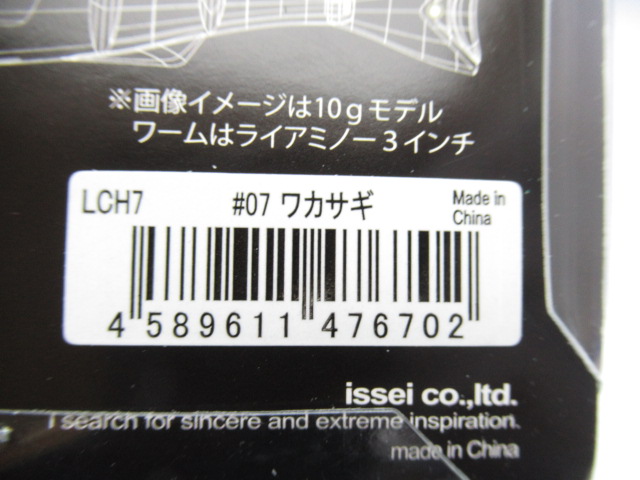 ※画像イメージは10gモデル
ワームはライアミノー3インチ
LCH7 #07 ワカサギ Made in China
4 589611 476702
issei co.,ltd.
I search for sincere and extreme inspiration.
made in China